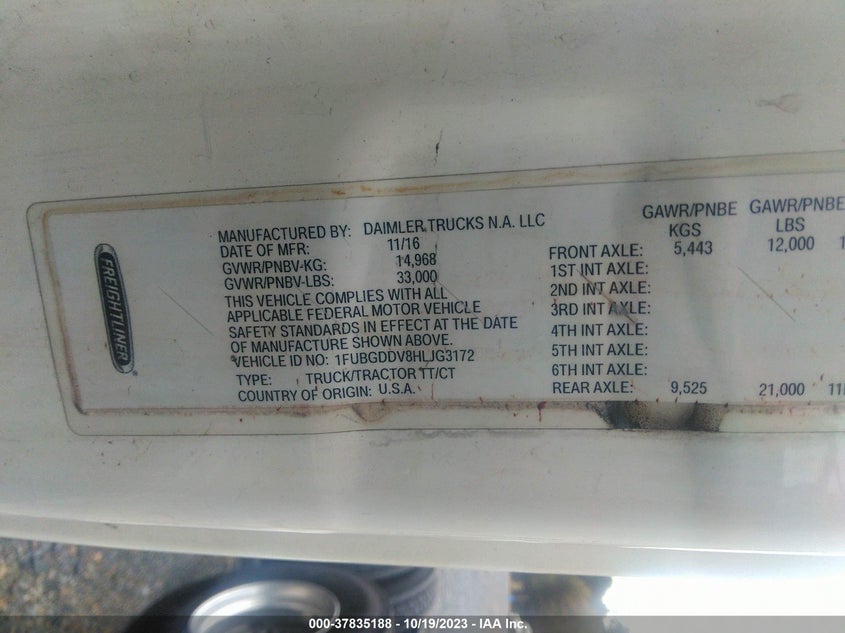 FREIGHTLINER
MANUFACTURED BY: DAIMLER TRUCKS N.A. LLC
DATE OF MFR: 11/16
GVWR/PNBV-KG: 14,968
GVWR/PNBV-LBS: 33,000
THIS VEHICLE COMPLIES WITH ALL
APPLICABLE FEDERAL MOTOR VEHICLE
SAFETY STANDARDS IN EFFECT AT THE DATE
OF MANUFACTURE SHOWN ABOVE.
VEHICLE ID NO: 1FUBGDDV8HLJG3172
TYPE: TRUCK/TRACTOR TT/CT
COUNTRY OF ORIGIN: U.S.A.
GAWR/PNBE GAWR/PNBE
KGS LBS
FRONT AXLE: 5,443 12,000
1ST INT AXLE:
2ND INT AXLE:
3RD INT AXLE:
4TH INT AXLE:
5TH INT AXLE:
6TH INT AXLE:
REAR AXLE: 9,525 21,000
000-37835188 - 10/19/2023 - IAA Inc.